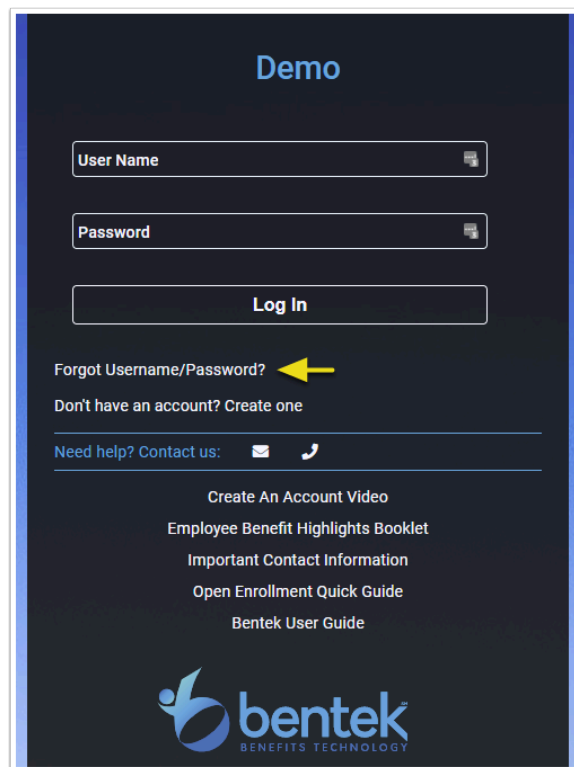 Demo
User Name
Password
Log In
Forgot Username/Password?
Don't have an account? Create one
Need help? Contact us:
Create An Account Video
Employee Benefit Highlights Booklet
Important Contact Information
Open Enrollment Quick Guide
Bentek User Guide
bentek
BENEFITS TECHNOLOGY